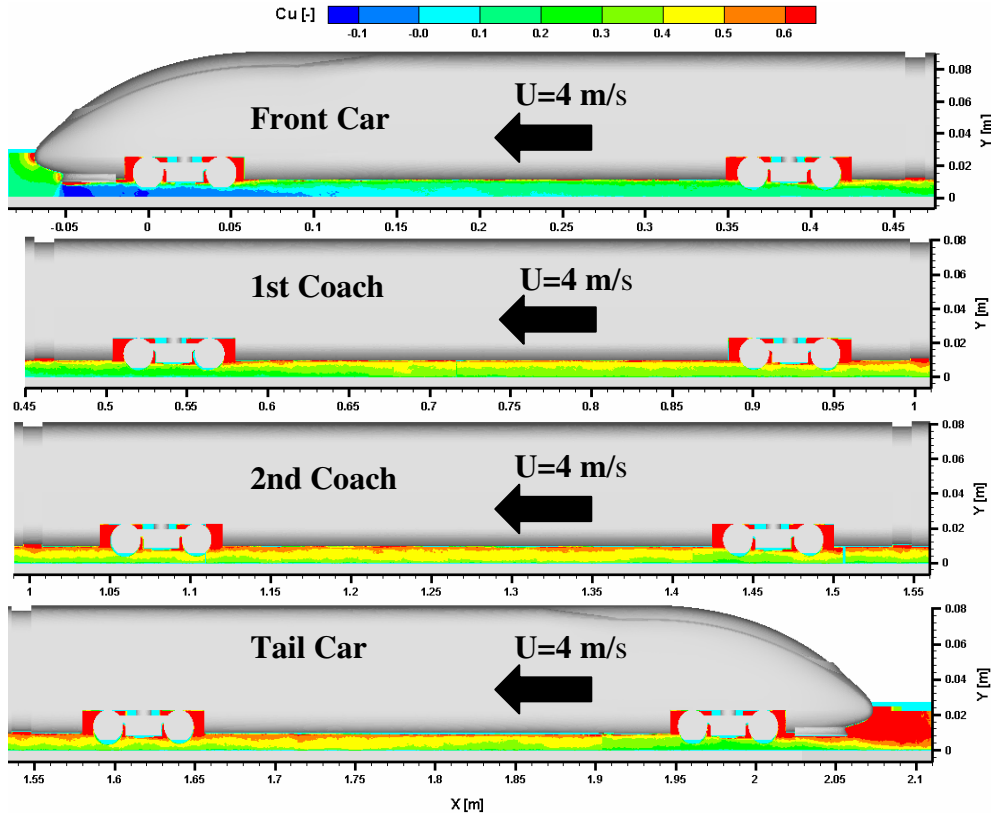 Cu [-]
-0.1 -0.0 0.1 0.2 0.3 0.4 0.5 0.6
U=4 m/s
Front Car
0.08
0.06
0.04
0.02
0
Y [m]
-0.05 0 0.05 0.1 0.15 0.2 0.25 0.3 0.35 0.4 0.45
1st Coach
U=4 m/s
0.08
0.06
0.04
0.02
0
Y [m]
0.45 0.5 0.55 0.6 0.65 0.7 0.75 0.8 0.85 0.9 0.95 1
2nd Coach
U=4 m/s
0.08
0.06
0.04
0.02
0
Y [m]
1 1.05 1.1 1.15 1.2 1.25 1.3 1.35 1.4 1.45 1.5 1.55
Tail Car
U=4 m/s
0.08
0.06
0.04
0.02
0
Y [m]
1.55 1.6 1.65 1.7 1.75 1.8 1.85 1.9 1.95 2 2.05 2.1
X [m]